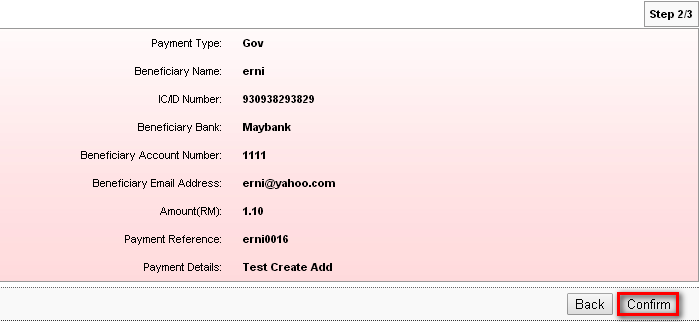 Step 2/3
Payment Type: Gov
Beneficiary Name: erni
IC/ID Number: 930938293829
Beneficiary Bank: Maybank
Beneficiary Account Number: 1111
Beneficiary Email Address: erni@yahoo.com
Amount(RM): 1.10
Payment Reference: erni0016
Payment Details: Test Create Add
Back Confirm